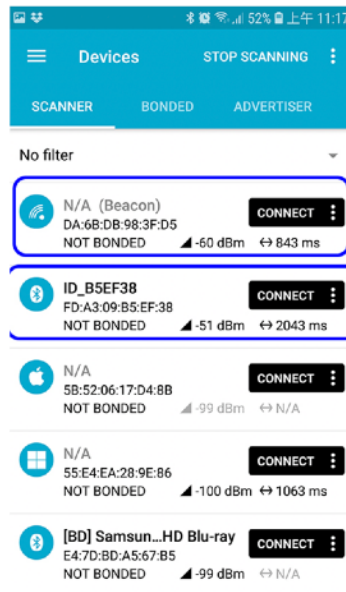 52% 上午 11:17
Devices STOP SCANNING
SCANNER BONDED ADVERTISER
No filter
N/A (Beacon)
CONNECT
DA:6B:DB:98:3F:D5
NOT BONDED -60 dBm 843 ms
ID_B5EF38
CONNECT
FD:A3:09:B5:EF:38
NOT BONDED -51 dBm 2043 ms
N/A
CONNECT
5B:52:06:17:D4:8B
NOT BONDED -99 dBm N/A
N/A
CONNECT
55:E4:EA:28:9E:86
NOT BONDED -100 dBm 1063 ms
[BD] Samsun...HD Blu-ray
CONNECT
E4:7D:BD:A5:67:B5
NOT BONDED -99 dBm N/A